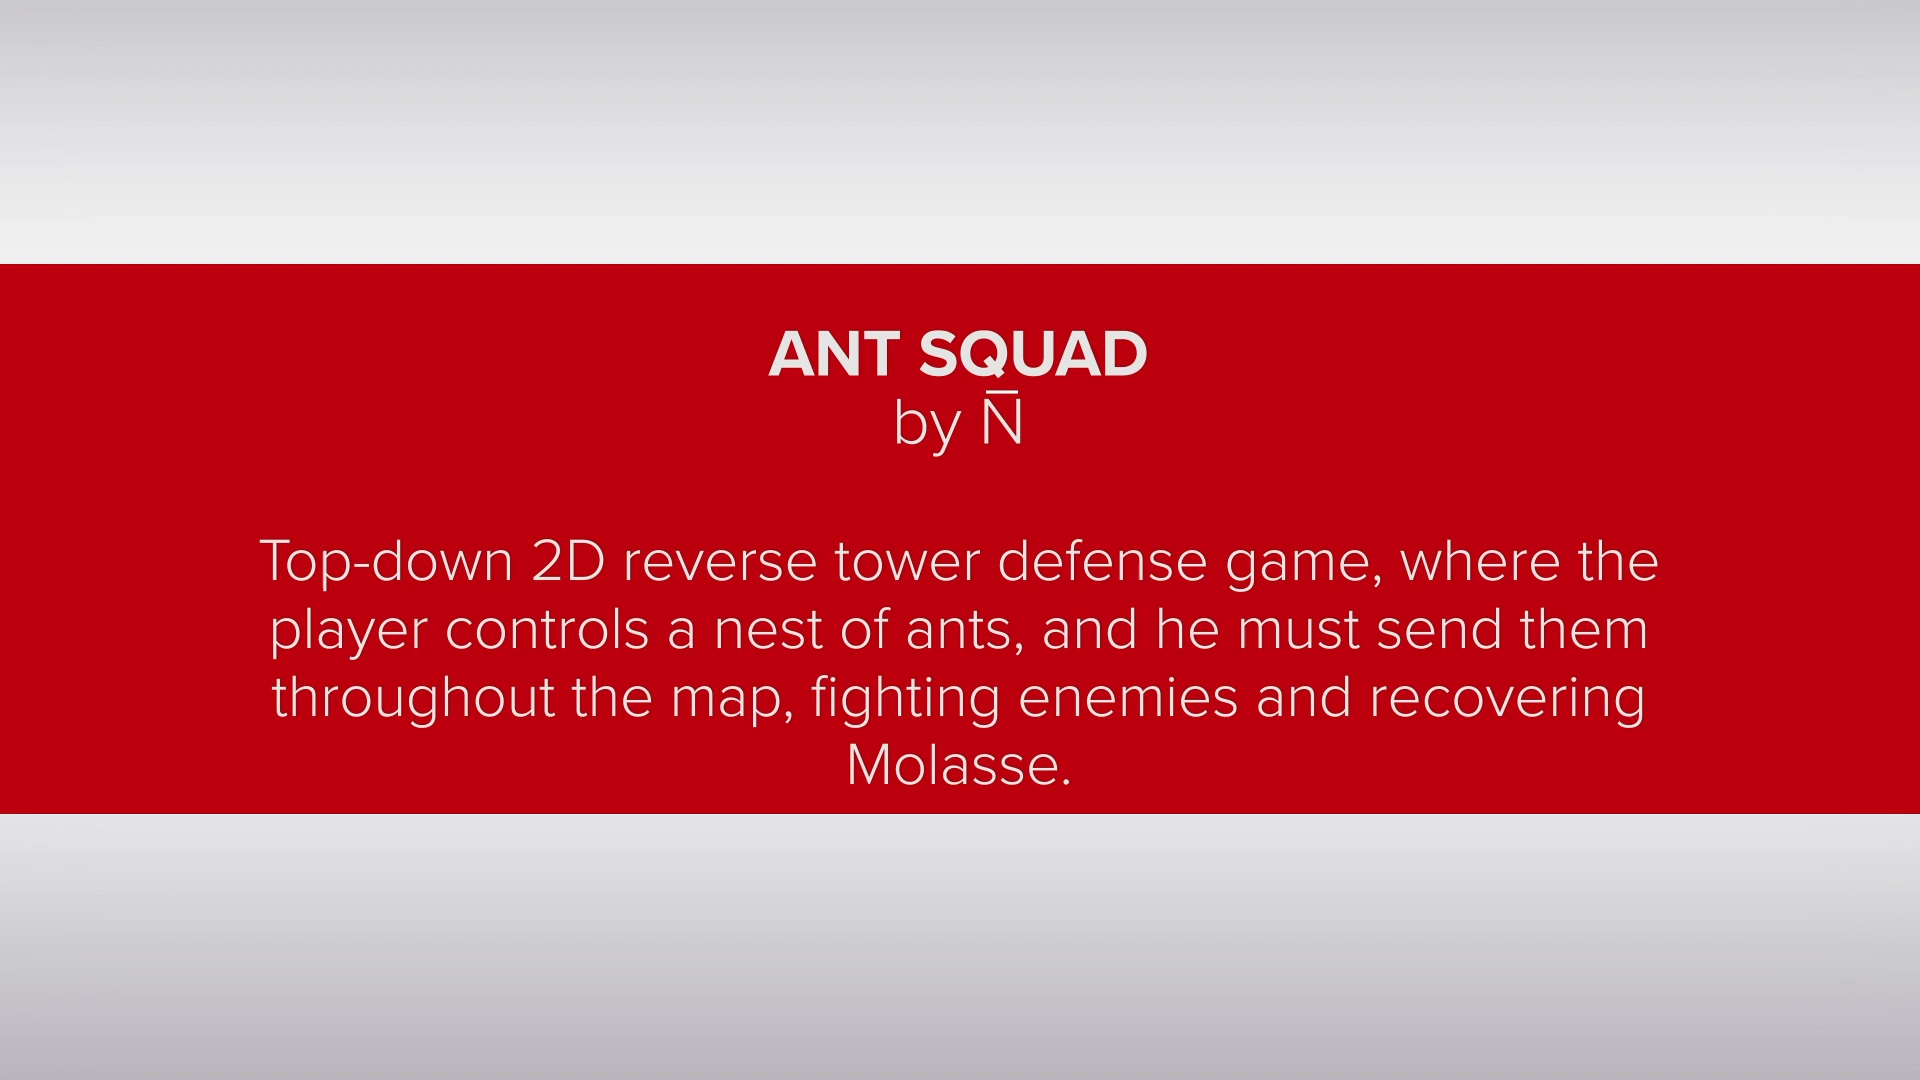 ANT SQUAD
by N̅
Top-down 2D reverse tower defense game, where the
player controls a nest of ants, and he must send them
throughout the map, fighting enemies and recovering
Molasse.